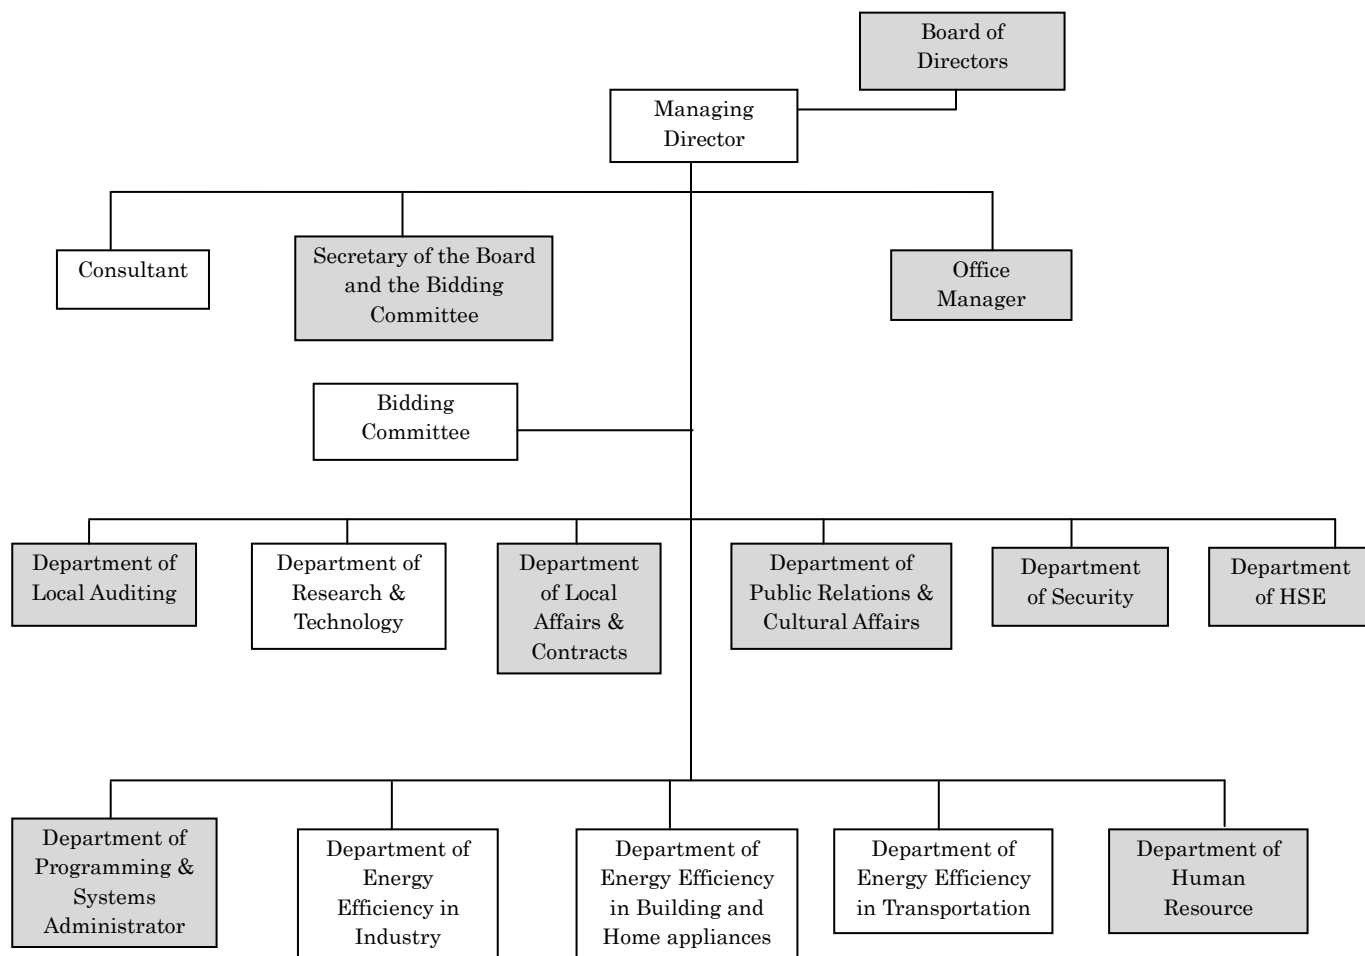 Board of
Directors
Managing
Director
Consultant
Secretary of the Board
and the Bidding
Committee
Office
Manager
Bidding
Committee
Department of
Local Auditing
Department of
Research &
Technology
Department
of Local
Affairs &
Contracts
Department of
Public Relations &
Cultural Affairs
Department
of Security
Department
of HSE
Department of
Programming &
Systems
Administrator
Department of
Energy
Efficiency in
Industry
Department of
Energy Efficiency
in Building and
Home appliances
Department of
Energy Efficiency
in Transportation
Department of
Human
Resource